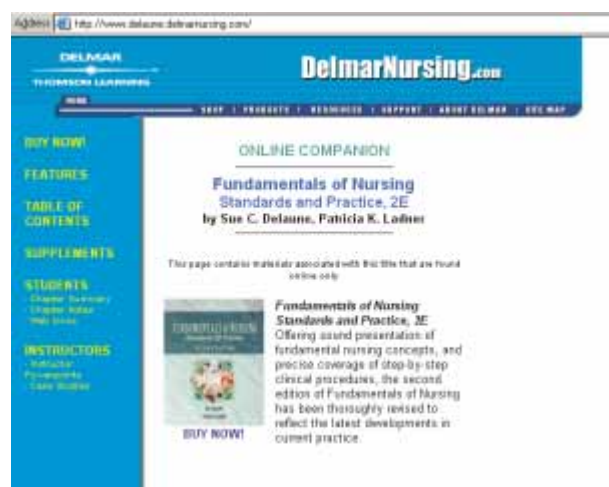 Address http://www.delaune.delmarnursing.com/
DELMAR
THOMSON LEARNING
DelmarNursing.com
HOME
SHOP | PRODUCTS | RESOURCES | SUPPORT | ABOUT DELMAR | SITE MAP
BUY NOW!
FEATURES
TABLE OF
CONTENTS
SUPPLEMENTS
STUDENTS
Chapter Summary
Chapter Notes
Web Links
INSTRUCTORS
Instructor
Case Studies
ONLINE COMPANION
Fundamentals of Nursing
Standards and Practice, 2E
by Sue C. Delaune, Patricia K. Ladner
This page contains materials associated with this title that are found
online only.
FUNDAMENTALS of NURSING
BUY NOW!
Fundamentals of Nursing
Standards and Practice, 2E
Offering sound presentation of
fundamental nursing concepts, and
precise coverage of step-by-step
clinical procedures, the second
edition of Fundamentals of Nursing
has been thoroughly revised to
reflect the latest developments in
current practice.